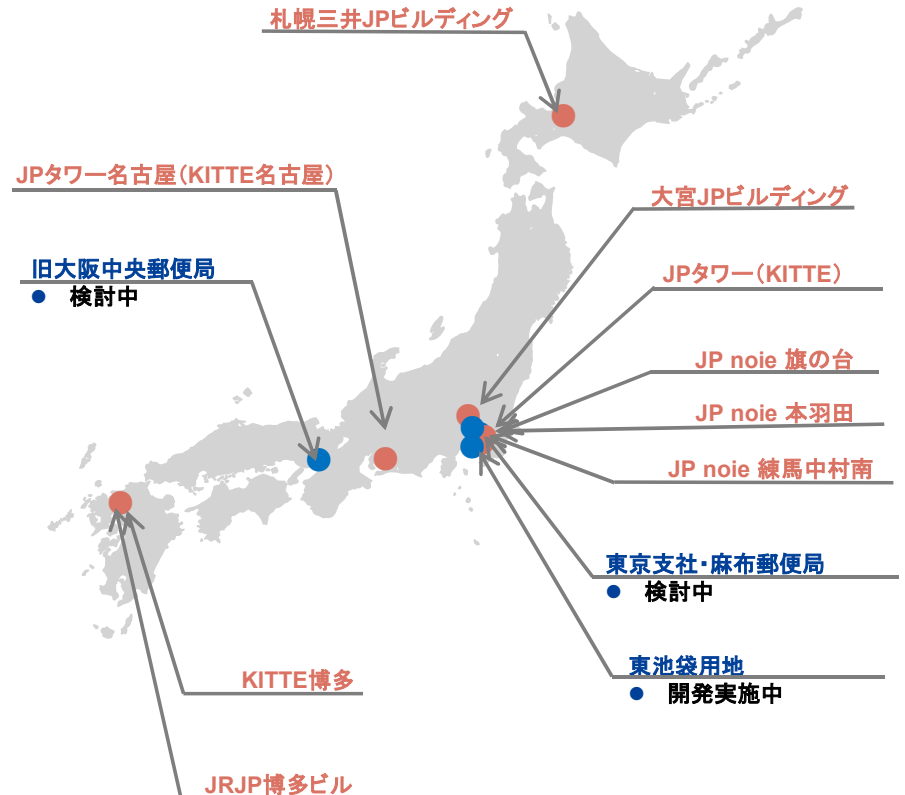 札幌三井JPビルディング
JPタワー名古屋（KITTE名古屋）
大宮JPビルディング
旧大阪中央郵便局
● 検討中
JPタワー（KITTE）
JP noie 旗の台
JP noie 本羽田
JP noie 練馬中村南
東京支社・麻布郵便局
● 検討中
東池袋用地
● 開発実施中
KITTE博多
JRJP博多ビル